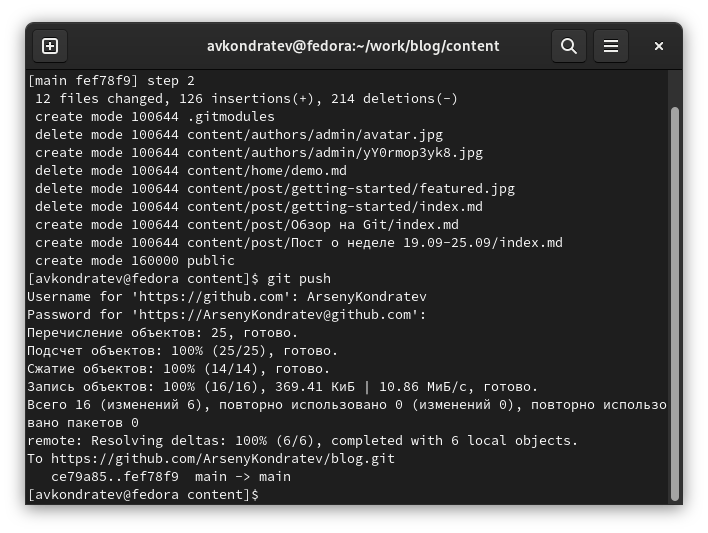 avkondratev@fedora:~/work/blog/content
[main fef78f9] step 2
12 files changed, 126 insertions(+), 214 deletions(-)
create mode 100644 .gitmodules
delete mode 100644 content/authors/admin/avatar.jpg
create mode 100644 content/authors/admin/yY0rmop3yk8.jpg
delete mode 100644 content/home/demo.md
delete mode 100644 content/post/getting-started/featured.jpg
delete mode 100644 content/post/getting-started/index.md
create mode 100644 content/post/Обзор на Git/index.md
create mode 100644 content/post/Пост о неделе 19.09-25.09/index.md
create mode 160000 public
[avkondratev@fedora content]$ git push
Username for 'https://github.com': ArsenyKondratev
Password for 'https://ArsenyKondratev@github.com':
Перечисление объектов: 25, готово.
Подсчет объектов: 100% (25/25), готово.
Сжатие объектов: 100% (14/14), готово.
Запись объектов: 100% (16/16), 369.41 КиБ | 10.86 МиБ/с, готово.
Всего 16 (изменений 6), повторно использовано 0 (изменений 0), повторно использо
вано пакетов 0
remote: Resolving deltas: 100% (6/6), completed with 6 local objects.
To https://github.com/ArsenyKondratev/blog.git
ce79a85..fef78f9  main -> main
[avkondratev@fedora content]$